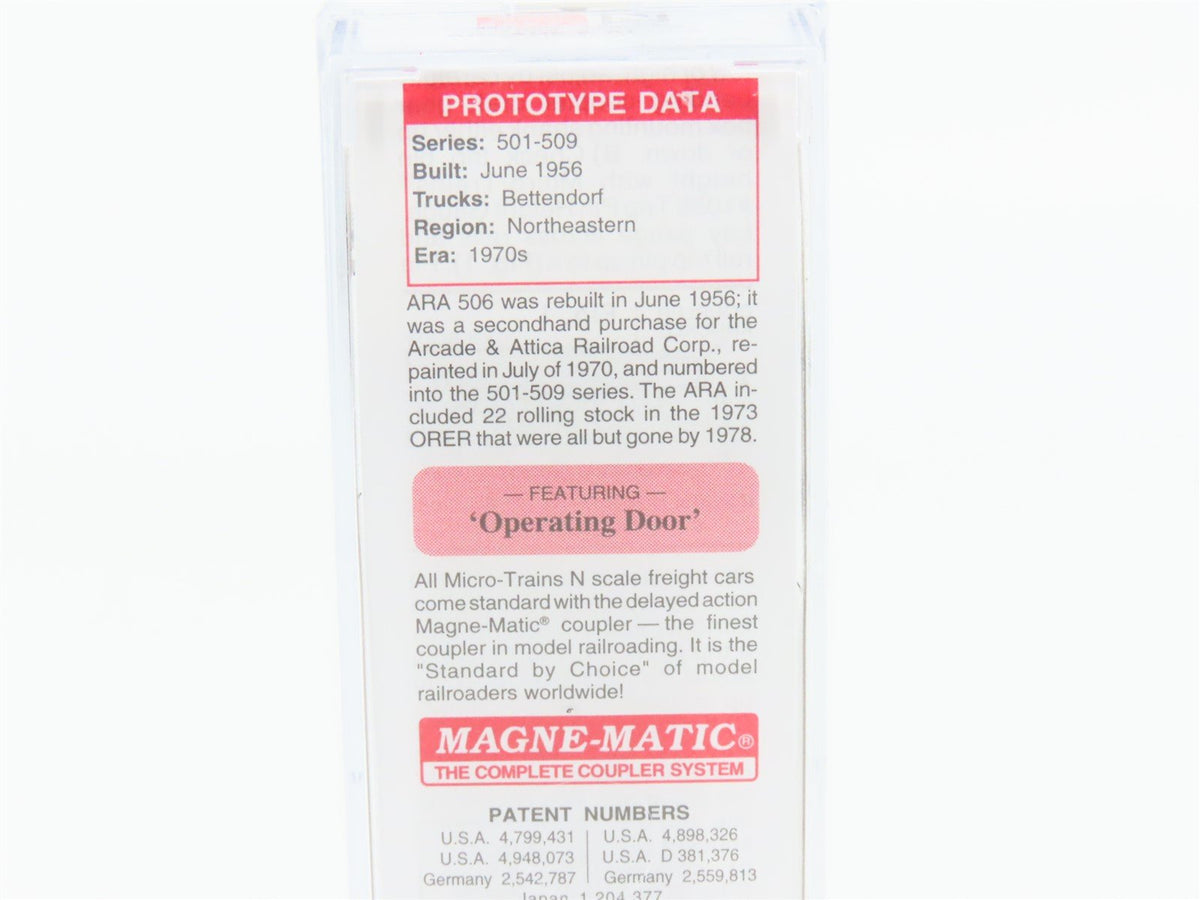 PROTOTYPE DATA
Series: 501-509
Built: June 1956
Trucks: Bettendorf
Region: Northeastern
Era: 1970s
ARA 506 was rebuilt in June 1956; it
was a secondhand purchase for the
Arcade & Attica Railroad Corp., re-
painted in July of 1970, and numbered
into the 501-509 series. The ARA in-
cluded 22 rolling stock in the 1973
ORER that were all but gone by 1978.
— FEATURING —
'Operating Door'
All Micro-Trains N scale freight cars
come standard with the delayed action
Magne-Matic® coupler — the finest
coupler in model railroading. It is the
"Standard by Choice" of model
railroaders worldwide!
MAGNE-MATIC®
THE COMPLETE COUPLER SYSTEM
PATENT NUMBERS
U.S.A. 4,799,431 | U.S.A. 4,898,326
U.S.A. 4,948,073 | U.S.A. D 381,376
Germany 2,542,787 | Germany 2,559,813
Japan 1,204,377